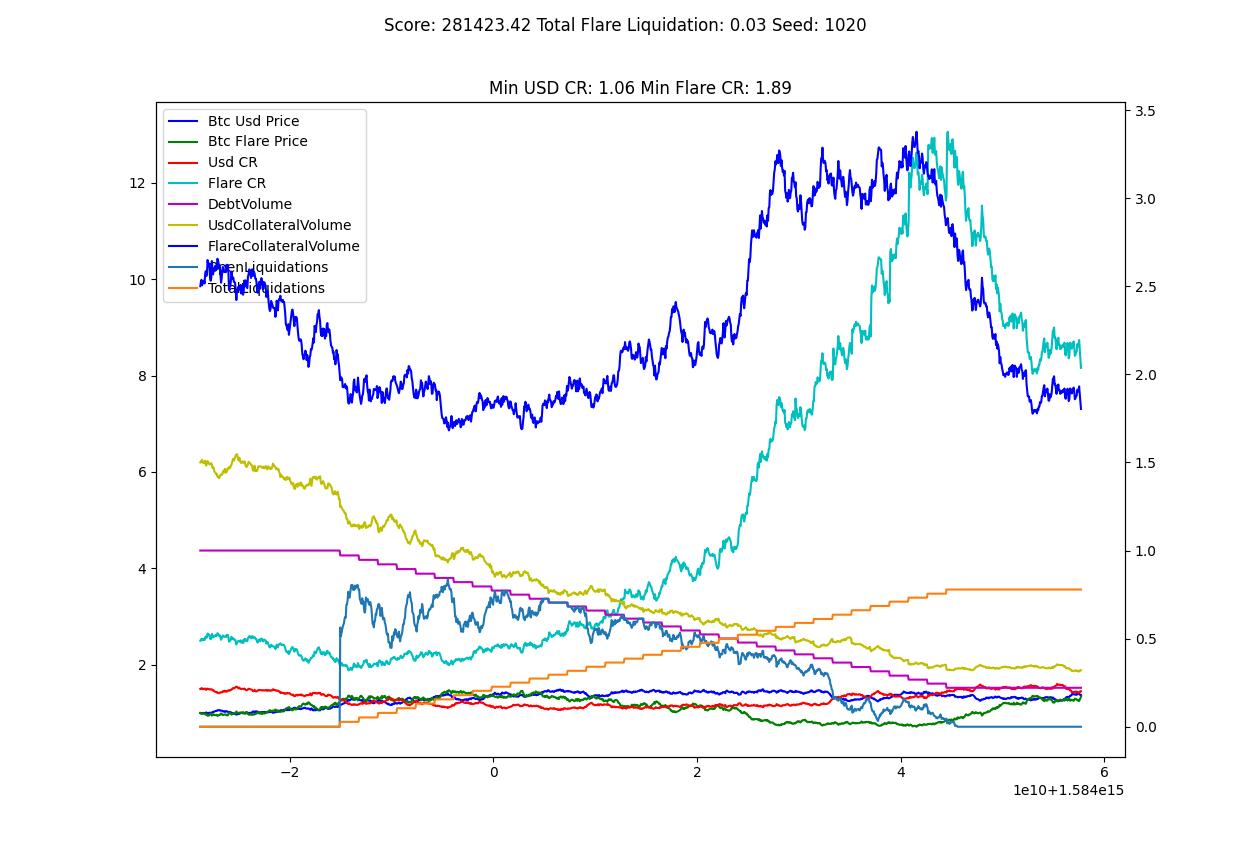 Score: 281423.42 Total Flare Liquidation: 0.03 Seed: 1020
Min USD CR: 1.06 Min Flare CR: 1.89
Btc Usd Price
Btc Flare Price
Usd CR
Flare CR
DebtVolume
UsdCollateralVolume
FlareCollateralVolume
OpenLiquidations
TotalLiquidations
12
10
8
6
4
2
3.5
3.0
2.5
2.0
1.5
1.0
0.5
0.0
−2
0
2
4
6
1e10+1.584e15